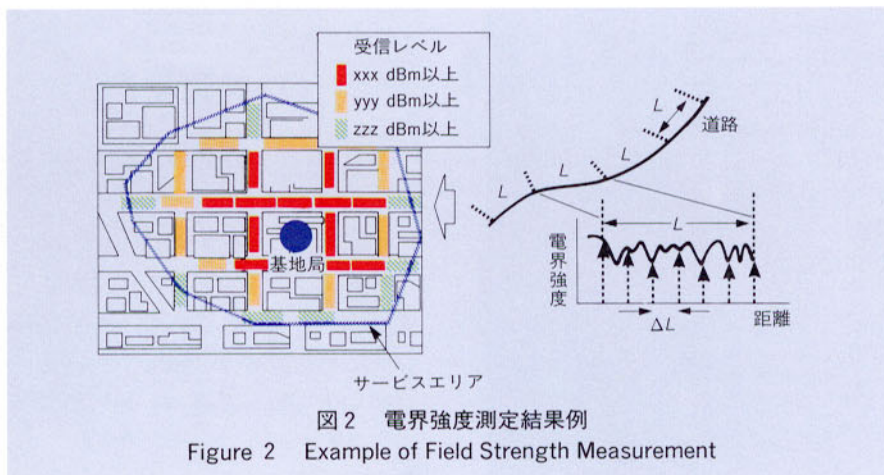 受信レベル
xxx dBm以上
yyy dBm以上
zzz dBm以上
基地局
サービスエリア
L
道路
L
L
L
L
電界強度
ΔL
距離
図2 電界強度測定結果例
Figure 2 Example of Field Strength Measurement